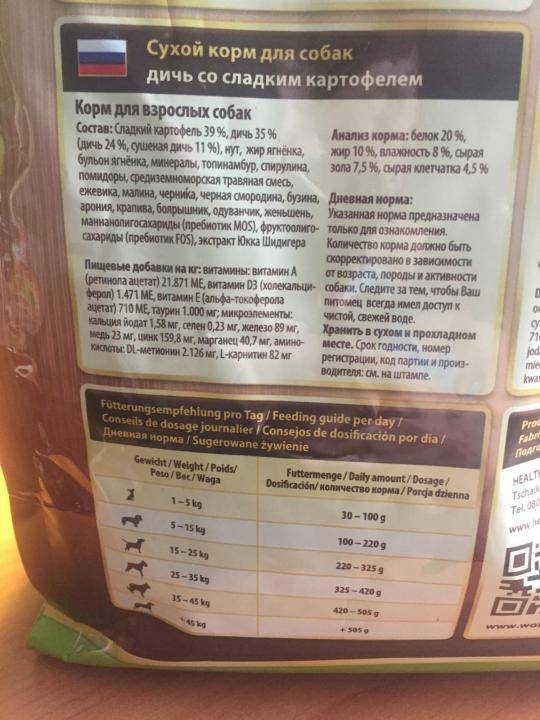 Сухой корм для собак
дичь со сладким картофелем
Корм для взрослых собак
Состав: Сладкий картофель 39 %, дичь 35 %
(дичь 24 %, сушеная дичь 11 %), нут, жир ягнёнка,
бульон ягнёнка, минералы, топинамбур, спирулина,
помидоры, средиземноморская травяная смесь,
ежевика, малина, черника, черная смородина, бузина,
арония, крапива, боярышник, одуванчик, женьшень,
маннанолигосахариды (пребиотик MOS), фруктоолиго-
сахариды (пребиотик FOS), экстракт Юкка Шидигера
Пищевые добавки на кг: витамины: витамин A
(ретинола ацетат) 21.871 МЕ, витамин D3 (холекальци-
ферол) 1.471 МЕ, витамин Е (альфа-токоферола
ацетат) 710 МЕ, таурин 1.000 мг; микроэлементы:
кальция йодат 1,58 мг, селен 0,23 мг, железо 89 мг,
медь 23 мг, цинк 159,8 мг, марганец 40,7 мг, амино-
кислоты: DL-метионин 2.126 мг, L-карнитин 82 мг
Анализ корма: белок 20 %,
жир 10 %, влажность 8 %, сырая
зола 7,5 %, сырая клетчатка 4,5 %
Дневная норма:
Указанная норма предназначена
только для ознакомления.
Количество корма должно быть
скорректировано в зависимости
от возраста, породы и активности
собаки. Следите за тем, чтобы Ваш
питомец всегда имел доступ к
чистой, свежей воде.
Хранить в сухом и прохладном
месте. Срок годности, номер
регистрации, код партии и произ-
водителя: см. на штампе.
Fütterungsempfehlung pro Tag / Feeding guide per day /
Conseils de dosage journalier / Consejos de dosificación por día /
Дневная норма / Sugerowane żywienie
Gewicht / Weight / Poids/
Peso / Вес / Waga
Futtermenge / Daily amount / Dosage /
Dosificación/ количество корма / Porcja dzienna
1 – 5 kg 30 – 100 g
5 – 15 kg 100 – 220 g
15 – 25 kg 220 – 325 g
25 – 35 kg 325 – 420 g
35 – 45 kg 420 – 505 g
45 kg + 505 g
HEALTH
Tschaik
Tel. 080